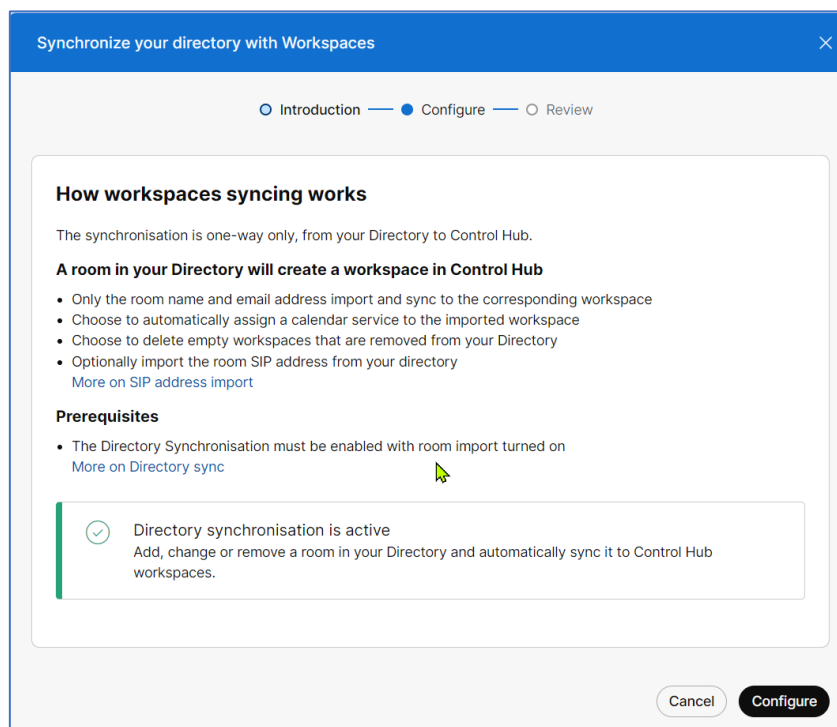 Synchronize your directory with Workspaces
Introduction Configure Review
How workspaces syncing works
The synchronisation is one-way only, from your Directory to Control Hub.
A room in your Directory will create a workspace in Control Hub
• Only the room name and email address import and sync to the corresponding workspace
• Choose to automatically assign a calendar service to the imported workspace
• Choose to delete empty workspaces that are removed from your Directory
• Optionally import the room SIP address from your directory
More on SIP address import
Prerequisites
• The Directory Synchronisation must be enabled with room import turned on
More on Directory sync
Directory synchronisation is active
Add, change or remove a room in your Directory and automatically sync it to Control Hub
workspaces.
Cancel Configure